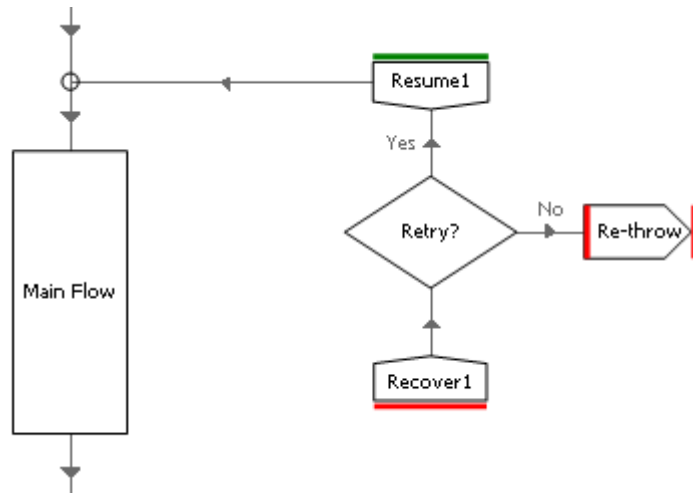 Resume1
Yes
No
Retry?
Re-throw
Main Flow
Recover1